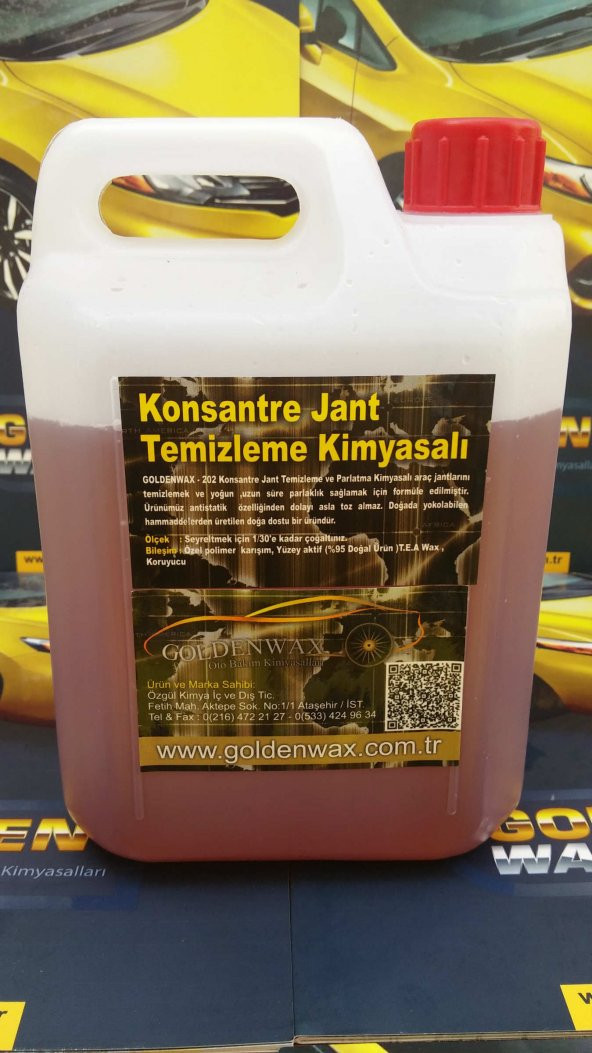 Konsantre Jant
Temizleme Kimyasalı
GOLDENWAX - 202 Konsantre Jant Temizleme ve Parlatma Kimyasalı araç jantlarını
temizlemek ve yoğun ,uzun süre parlaklık sağlamak için formüle edilmiştir.
Ürünümüz antistatik özelliğinden dolayı asla toz almaz. Doğada yokolabilen
hammaddelerden üretilen doğa dostu bir üründür.
Ölçek : Seyreltmek için 1/30'e kadar çoğaltınız.
Bileşim : Özel polimer karışım, Yüzey aktif (%95 Doğal Ürün )T.E.A Wax ,
Koruyucu
GOLDENWAX
Oto Bakım Kimyasalları
Ürün ve Marka Sahibi:
Özgül Kimya İç ve Dış Tic.
Fetih Mah. Aktepe Sok. No:1/1 Ataşehir / İST.
Tel & Fax : 0(216) 472 21 27 - 0(533) 424 96 34
www.goldenwax.com.tr
EN
Kimyasalları
GO
WA